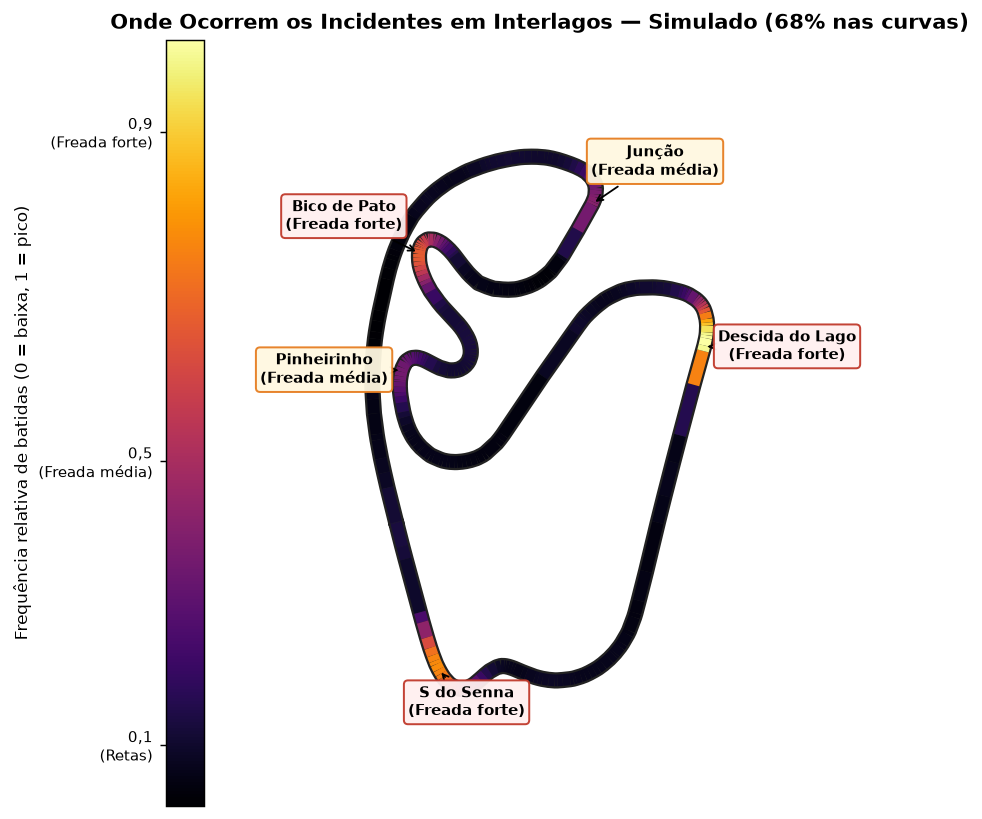 Onde Ocorrem os Incidentes em Interlagos — Simulado (68% nas curvas)
Frequência relativa de batidas (0 = baixa, 1 = pico)
0,9
(Freada forte)
0,5
(Freada média)
0,1
(Retas)
Junção
(Freada média)
Bico de Pato
(Freada forte)
Descida do Lago
(Freada forte)
Pinheirinho
(Freada média)
S do Senna
(Freada forte)